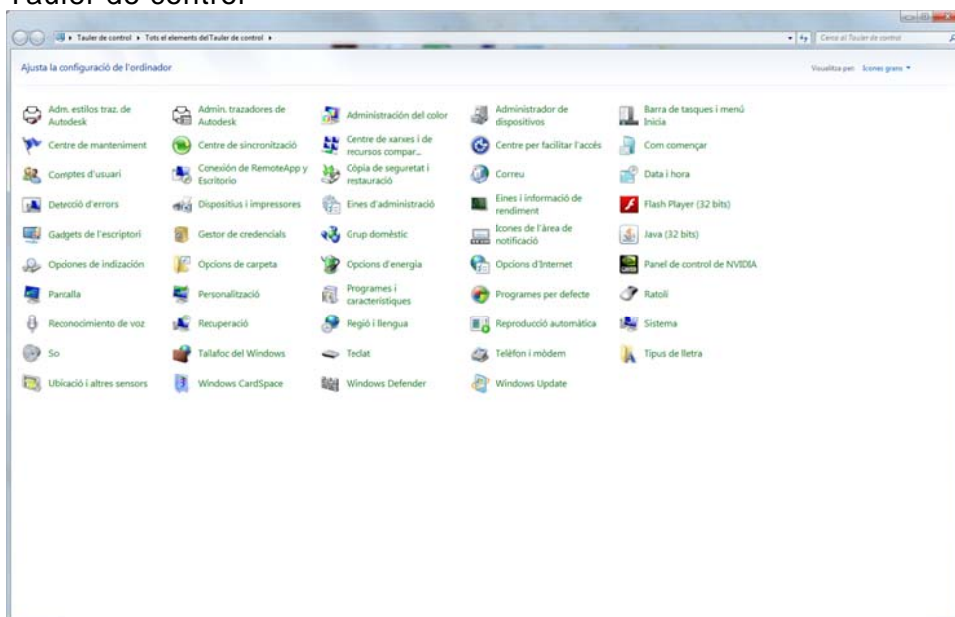 Tauler de control
Tauler de control
Tots el elements del Tauler de control
Cerca al Tauler de control
Ajusta la configuració de l'ordinador
Visualitza per:
Icones grans
Adm. estilos traz. de
Autodesk
Admin. trazadores de
Autodesk
Administración del color
Administrador de
dispositivos
Barra de tasques i menú
Inicia
Centre de manteniment
Centre de sincronització
Centre de xarxes i de
recursos compar...
Centre per facilitar l'accés
Com començar
Comptes d'usuari
Conexión de RemoteApp y
Escritorio
Còpia de seguretat i
restauració
Correu
Data i hora
Detecció d'errors
Dispositius i impressores
Eines d'administració
Eines i informació de
rendiment
Flash Player (32 bits)
Gadgets de l'escriptori
Gestor de credencials
Grup domèstic
Icones de l'àrea de
notificació
Java (32 bits)
Opciones de indización
Opcions de carpeta
Opcions d'energia
Opcions d'Internet
Panel de control de NVIDIA
Pantalla
Personalització
Programes i
característiques
Programes per defecte
Ratolí
Reconocimiento de voz
Recuperació
Regió i llengua
Reproducció automàtica
Sistema
So
Tallafoc del Windows
Teclat
Telèfon i mòdem
Tipus de lletra
Ubicació i altres sensors
Windows CardSpace
Windows Defender
Windows Update